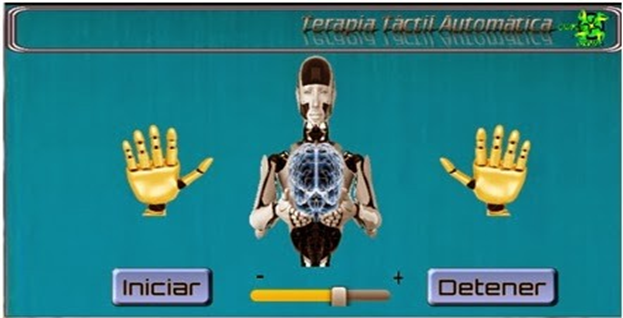 Terapia Táctil Automática
Iniciar
- +
Detener